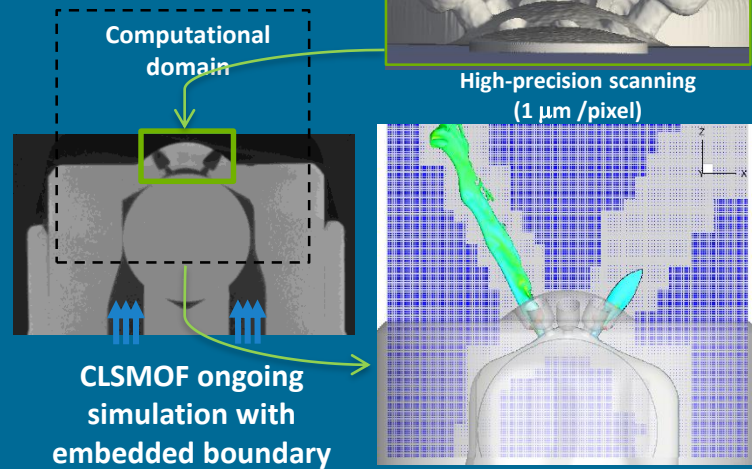 Computational
domain
High-precision scanning
(1 μm /pixel)
Z
Y
X
CLSMOF ongoing
simulation with
embedded boundary